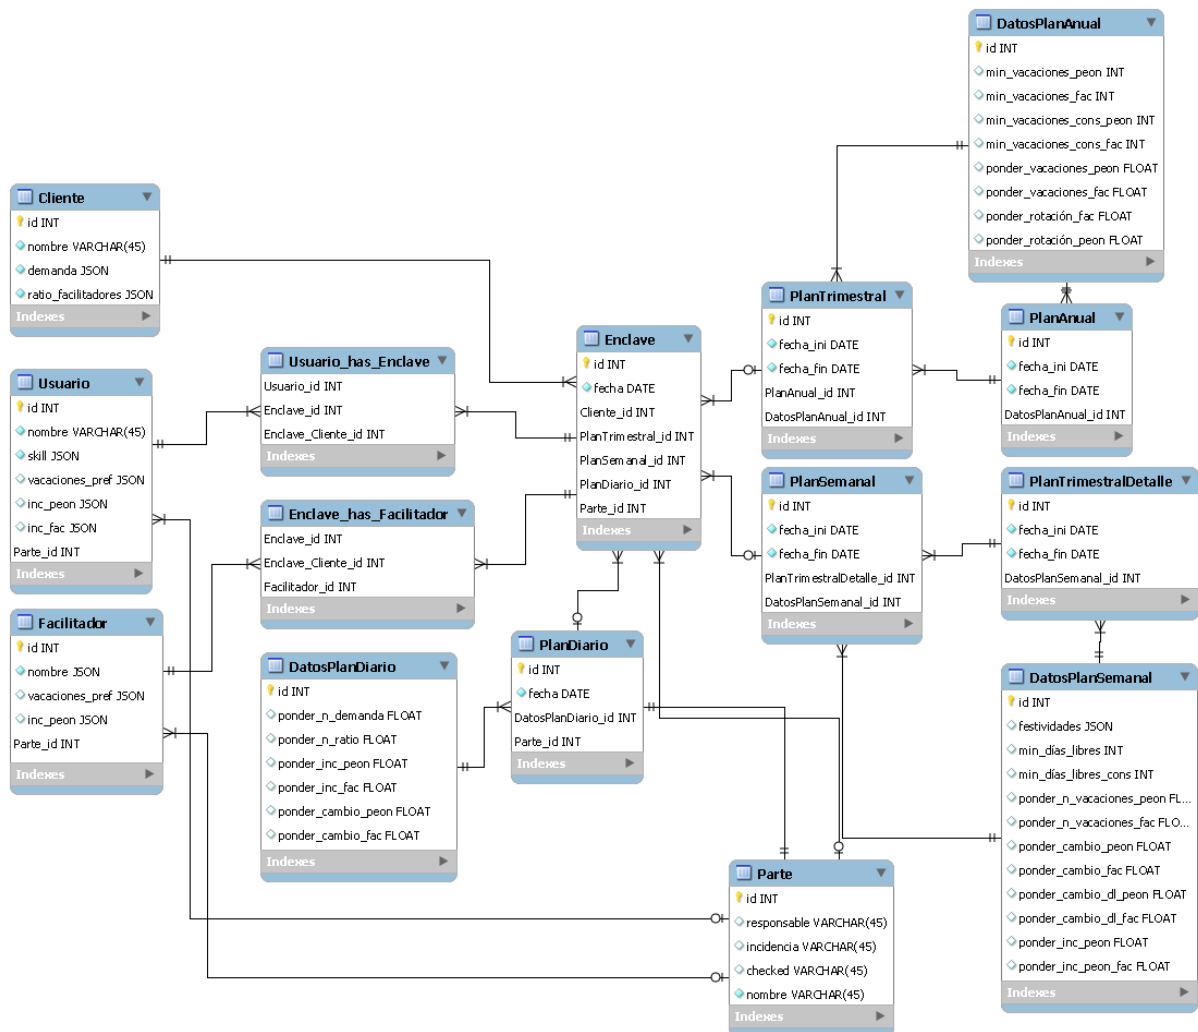 DatosPlanAnual
id INT
min_vacaciones_peon INT
min_vacaciones_fac INT
min_vacaciones_cons_peon INT
min_vacaciones_cons_fac INT
ponder_vacaciones_peon FLOAT
ponder_vacaciones_fac FLOAT
ponder_rotación_fac FLOAT
ponder_rotación_peon FLOAT
Indexes
Cliente
id INT
nombre VARCHAR(45)
demanda JSON
ratio_facilitadores JSON
Indexes
PlanTrimestral
id INT
fecha_ini DATE
fecha_fin DATE
PlanAnual_id INT
DatosPlanAnual_id INT
Indexes
PlanAnual
id INT
fecha_ini DATE
fecha_fin DATE
DatosPlanAnual_id INT
Indexes
Enclave
id INT
fecha DATE
Cliente_id INT
PlanTrimestral_id INT
PlanSemanal_id INT
PlanDiario_id INT
Parte_id INT
Indexes
Usuario_has_Enclave
Usuario_id INT
Enclave_id INT
Enclave_Cliente_id INT
Indexes
Usuario
id INT
nombre VARCHAR(45)
skill JSON
vacaciones_pref JSON
inc_peon JSON
inc_fac JSON
Parte_id INT
Indexes
PlanSemanal
id INT
fecha_ini DATE
fecha_fin DATE
PlanTrimestralDetalle_id INT
DatosPlanSemanal_id INT
Indexes
PlanTrimestralDetalle
id INT
fecha_ini DATE
fecha_fin DATE
DatosPlanSemanal_id INT
Indexes
Enclave_has_Facilitador
Enclave_id INT
Enclave_Cliente_id INT
Facilitador_id INT
Indexes
Facilitador
id INT
nombre JSON
vacaciones_pref JSON
inc_peon JSON
Parte_id INT
Indexes
DatosPlanDiario
id INT
ponder_n_demanda FLOAT
ponder_n_ratio FLOAT
ponder_inc_peon FLOAT
ponder_inc_fac FLOAT
ponder_cambio_peon FLOAT
ponder_cambio_fac FLOAT
Indexes
PlanDiario
id INT
fecha DATE
DatosPlanDiario_id INT
Parte_id INT
Indexes
DatosPlanSemanal
id INT
festividades JSON
min_días_libres INT
min_días_libres_cons INT
ponder_n_vacaciones_peon FL...
ponder_n_vacaciones_fac FLO...
ponder_cambio_peon FLOAT
ponder_cambio_fac FLOAT
ponder_cambio_dl_peon FLOAT
ponder_cambio_dl_fac FLOAT
ponder_inc_peon FLOAT
ponder_inc_peon_fac FLOAT
Indexes
Parte
id INT
responsable VARCHAR(45)
incidencia VARCHAR(45)
checked VARCHAR(45)
nombre VARCHAR(45)
Indexes